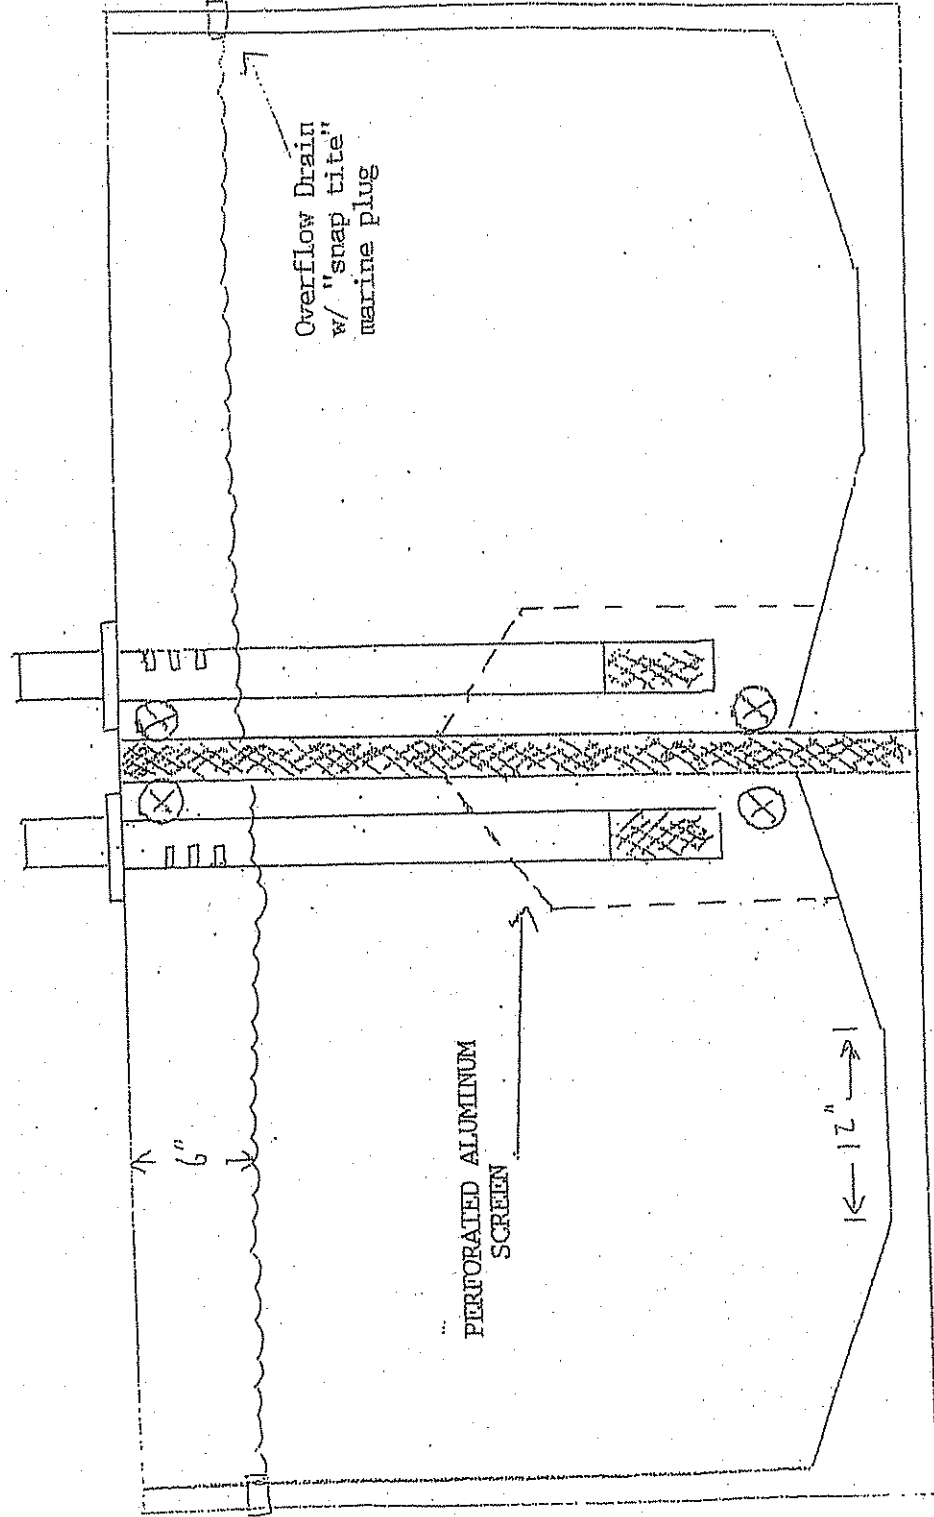 Overflow Drain
w/ "snap tite"
marine plug
6"
PERFORATED ALUMINUM
SCREEN
12"